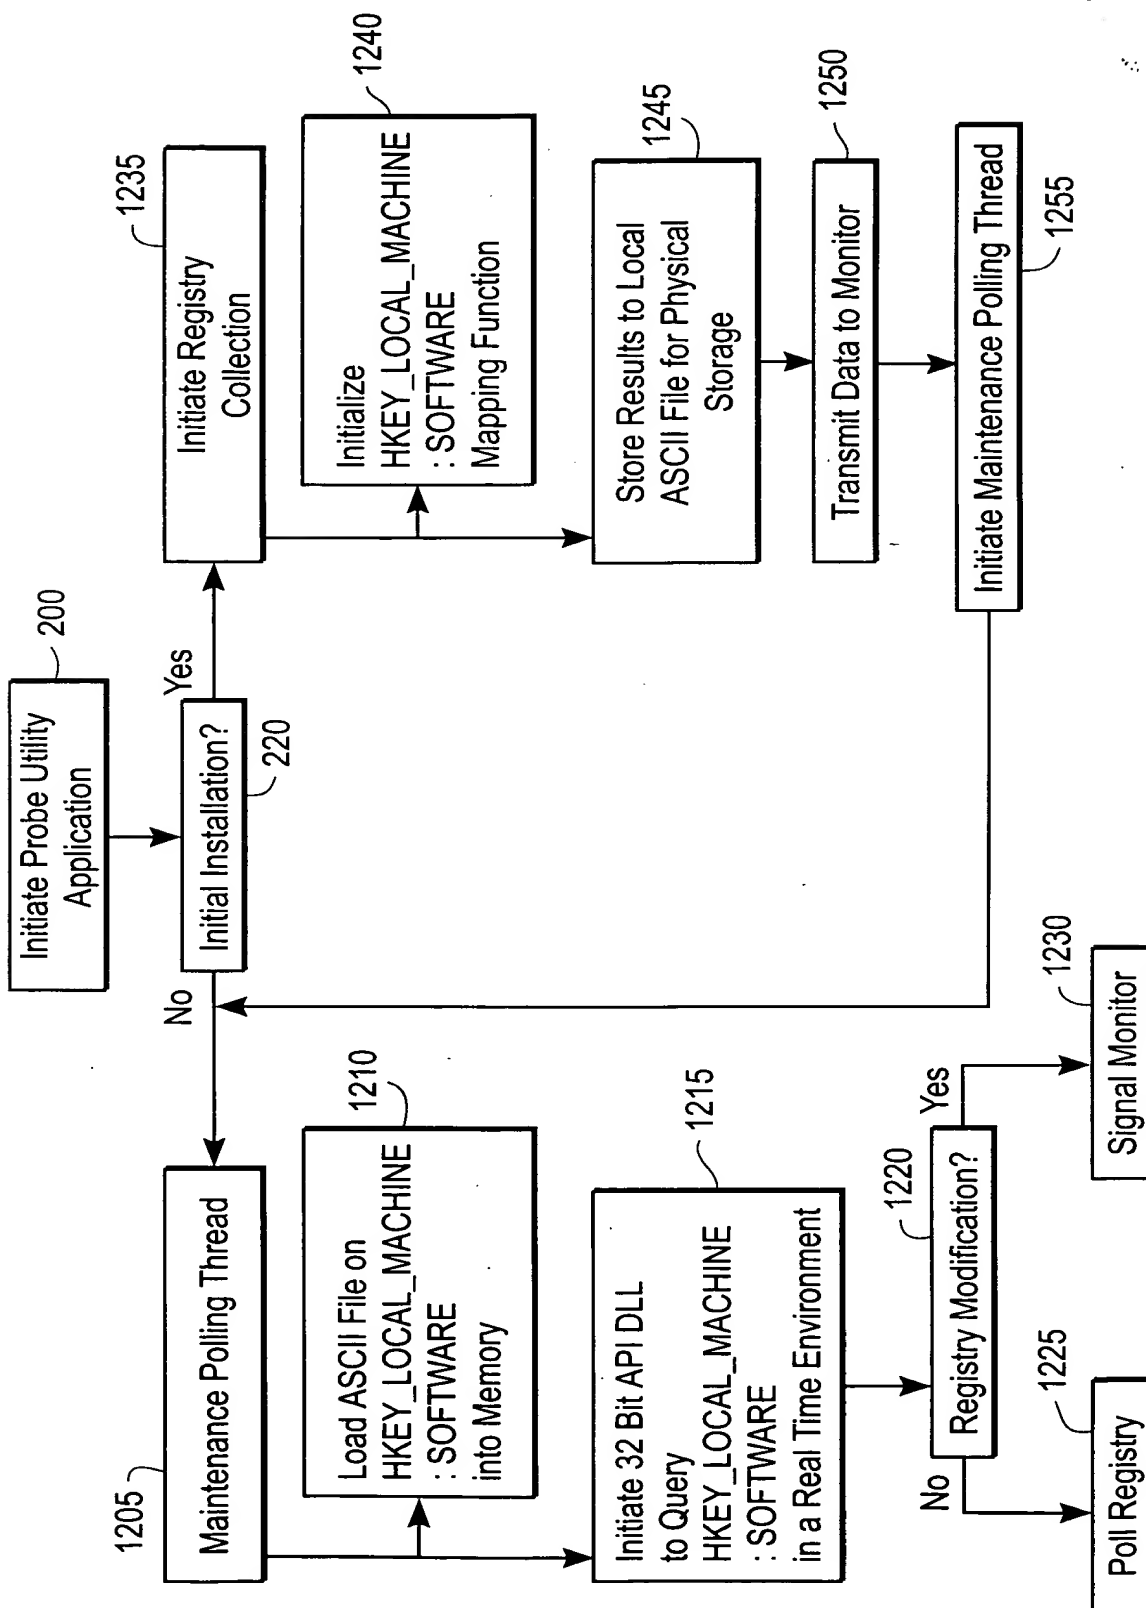 Initiate Probe Utility
Application
200
Initial Installation?
220
No
Yes
Maintenance Polling Thread
1205
Load ASCII File on
HKEY_LOCAL_MACHINE
: SOFTWARE
into Memory
1210
Initiate 32 Bit API DLL
to Query
HKEY_LOCAL_MACHINE
: SOFTWARE
in a Real Time Environment
1215
Registry Modification?
1220
No
Yes
Poll Registry
1225
Signal Monitor
1230
Initiate Registry
Collection
1235
Initialize
HKEY_LOCAL_MACHINE
: SOFTWARE
Mapping Function
1240
Store Results to Local
ASCII File for Physical
Storage
1245
Transmit Data to Monitor
1250
Initiate Maintenance Polling Thread
1255